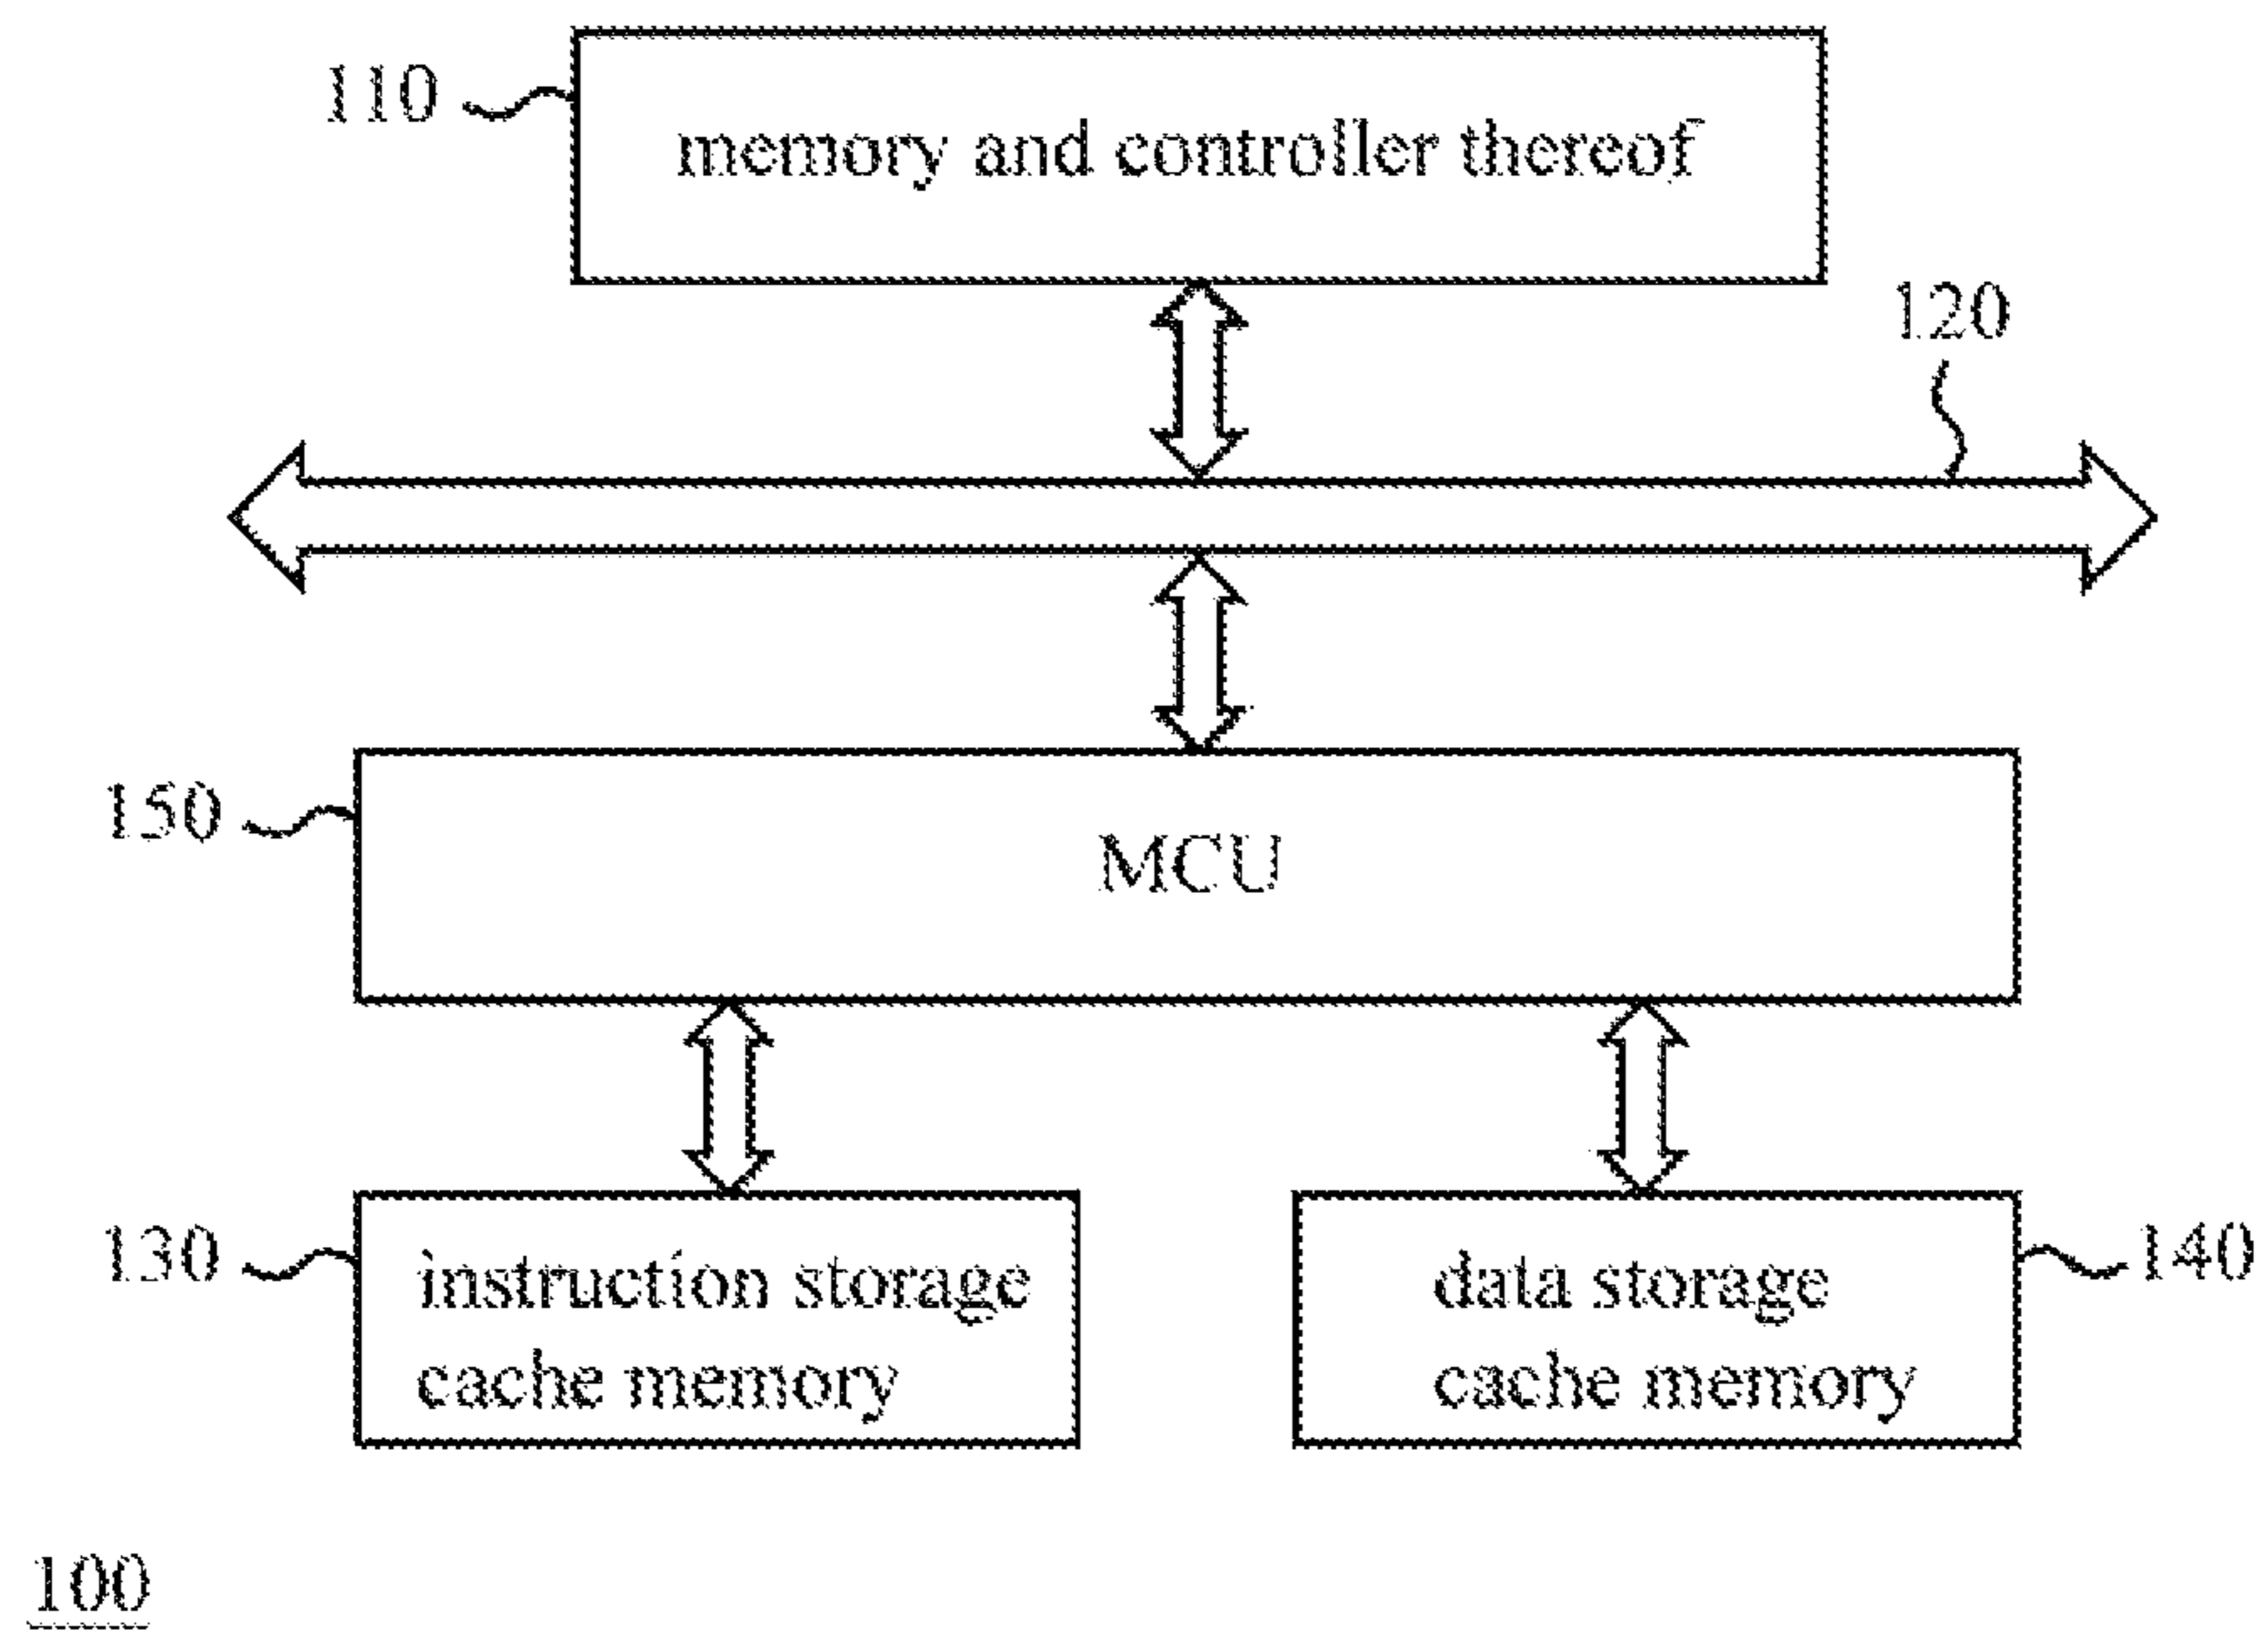 110
memory and controller thereof
120
150
MCU
130
instruction storage
cache memory
data storage
cache memory
140
100